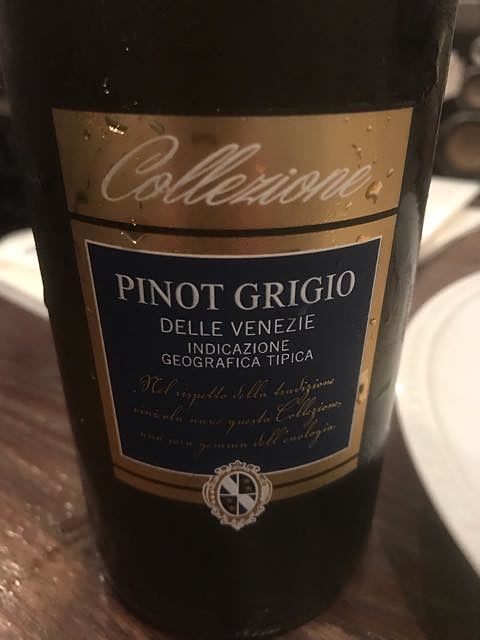 Collezione
PINOT GRIGIO
DELLE VENEZIE
INDICAZIONE
GEOGRAFICA TIPICA
Nel rispetto della tradizione
vinicola nasce questa Collezione,
una vera gemma dell'enologia.